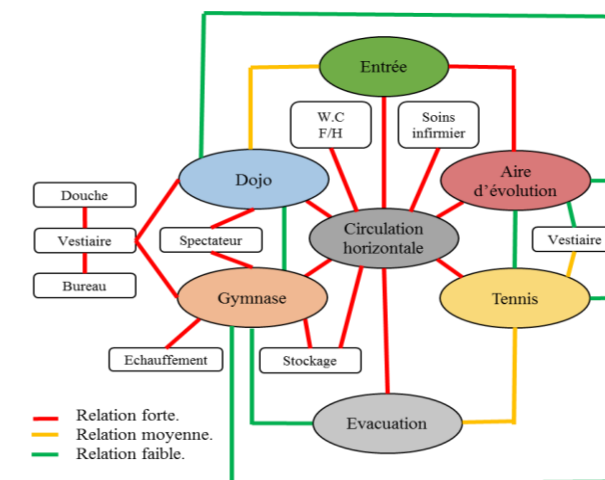 Entrée
W.C
F/H
Soins
infirmier
Dojo
Aire
d'évolution
Douche
Vestiaire
Bureau
Spectateur
Circulation
horizontale
Vestiaire
Gymnase
Tennis
Echauffement
Stockage
Evacuation
Relation forte.
Relation moyenne.
Relation faible.